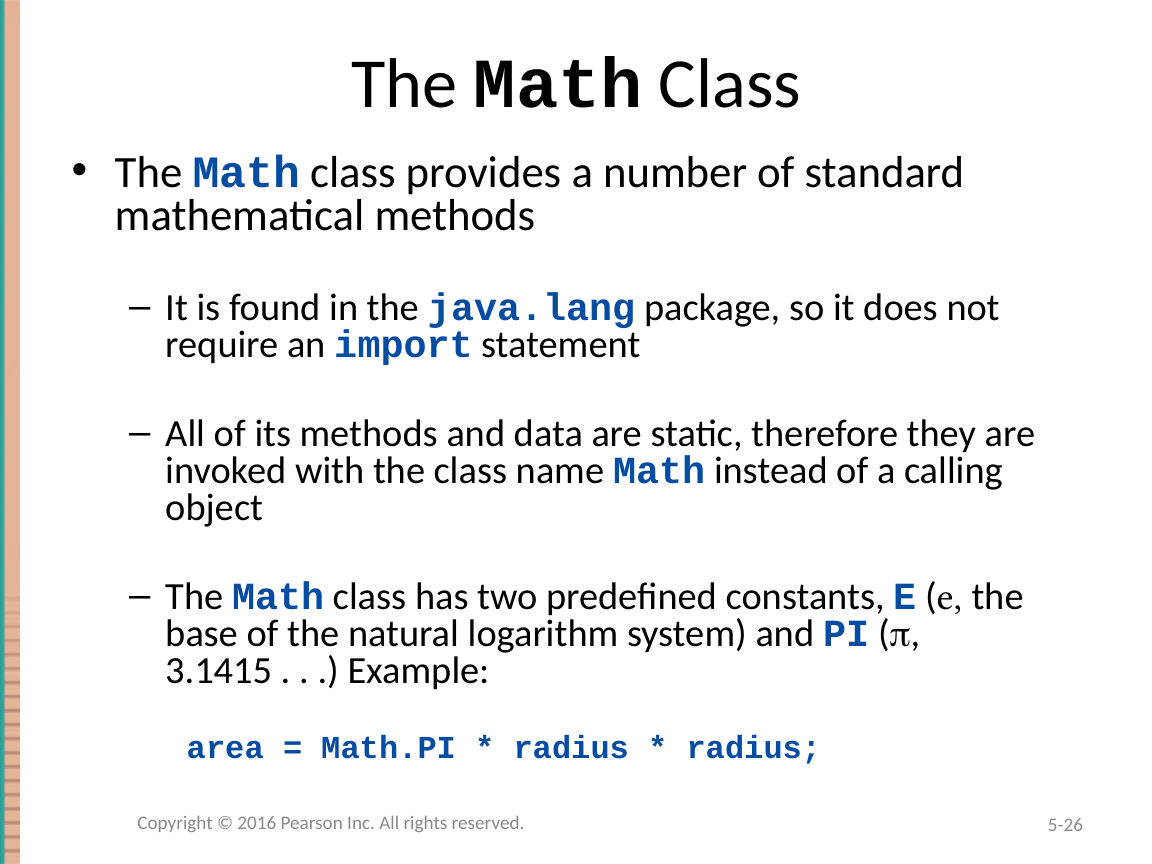 The Math Class
• The Math class provides a number of standard
mathematical methods
– It is found in the java.lang package, so it does not
require an import statement
– All of its methods and data are static, therefore they are
invoked with the class name Math instead of a calling
object
– The Math class has two predefined constants, E (e, the
base of the natural logarithm system) and PI (π,
3.1415 . . .) Example:
area = Math.PI * radius * radius;
Copyright © 2016 Pearson Inc. All rights reserved.
5-26